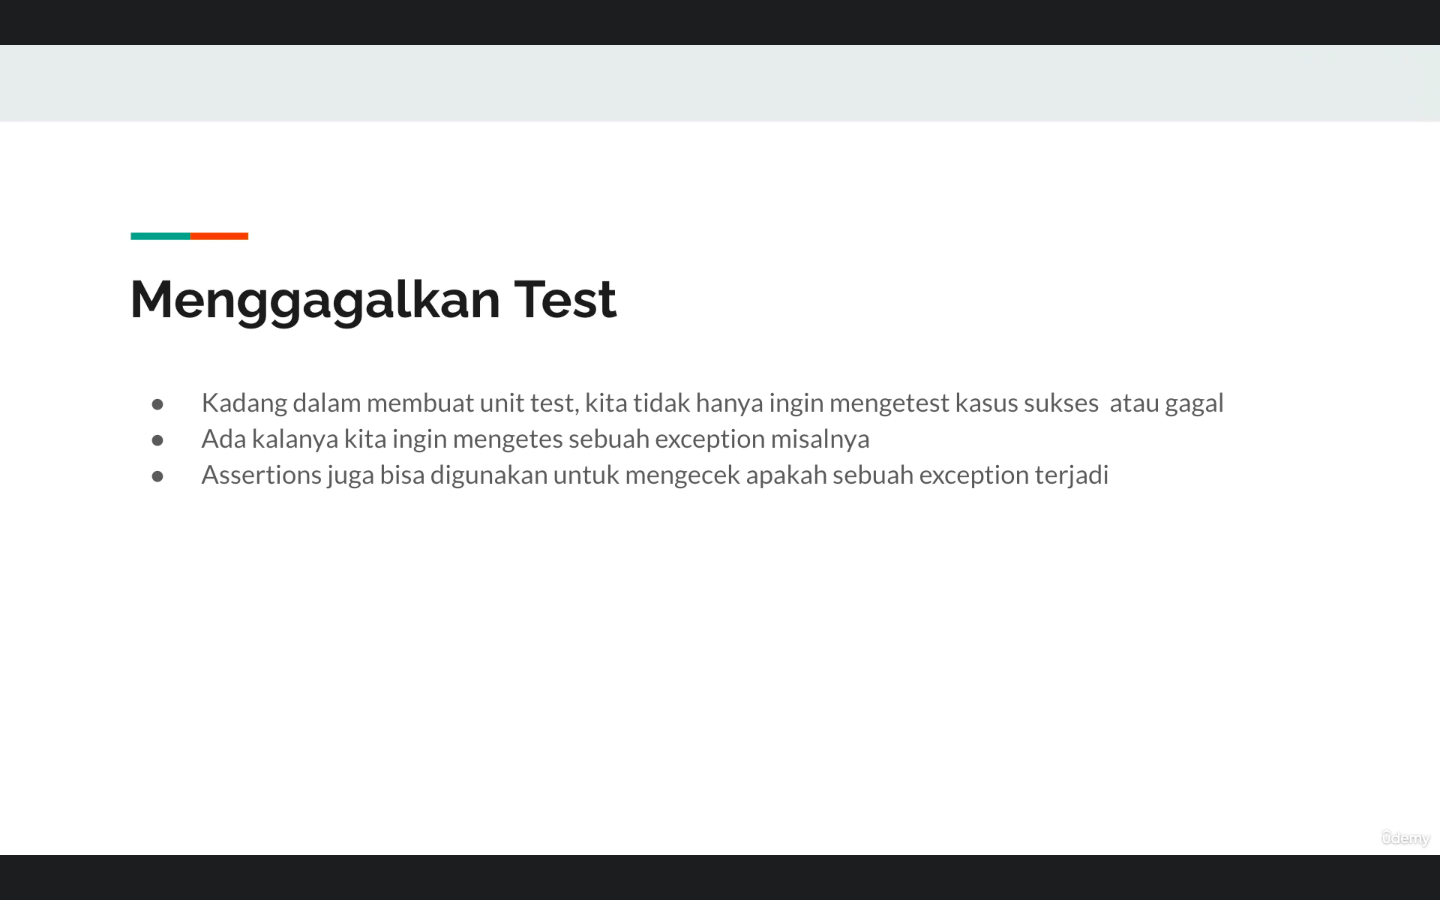 Menggagalkan Test
● Kadang dalam membuat unit test, kita tidak hanya ingin mengetest kasus sukses  atau gagal
● Ada kalanya kita ingin mengetes sebuah exception misalnya
● Assertions juga bisa digunakan untuk mengecek apakah sebuah exception terjadi
ûdemy